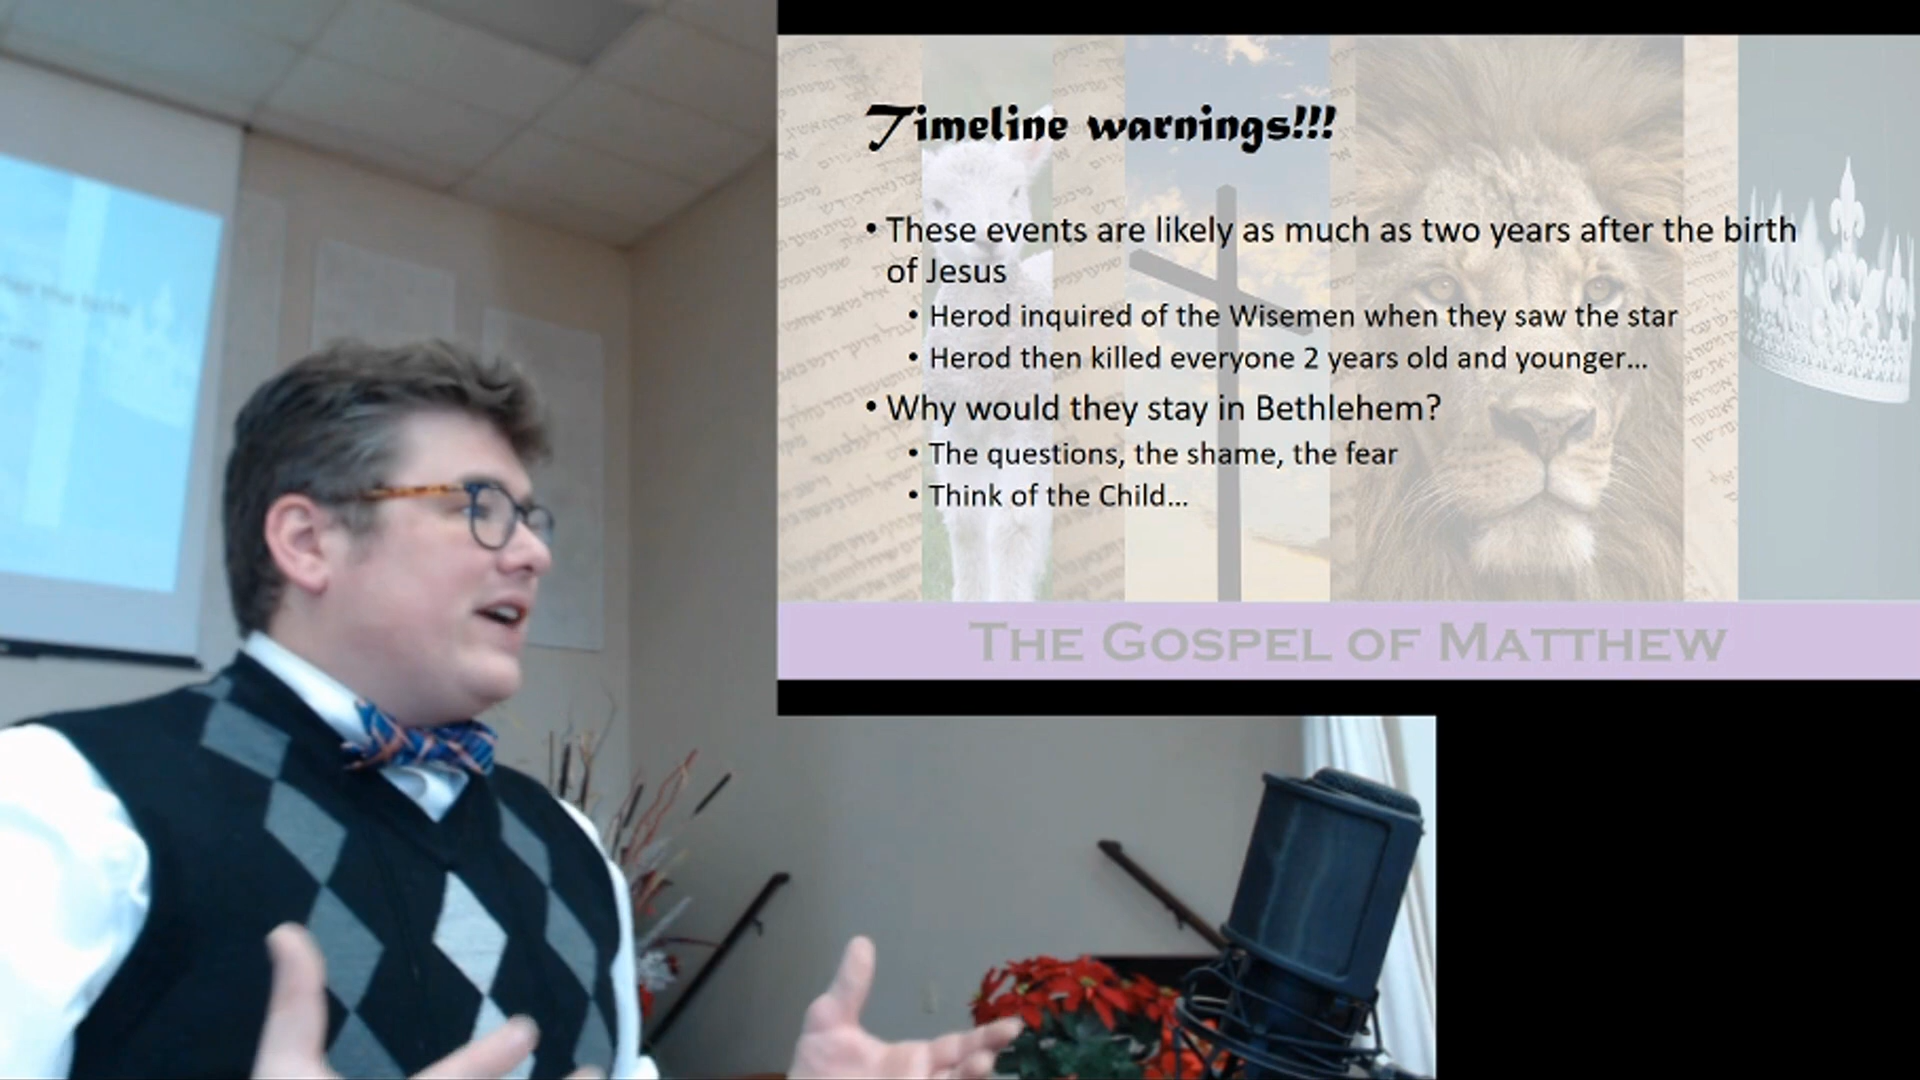 Timeline warnings!!!
• These events are likely as much as two years after the birth
of Jesus
• Herod inquired of the Wisemen when they saw the star
• Herod then killed everyone 2 years old and younger...
• Why would they stay in Bethlehem?
• The questions, the shame, the fear
• Think of the Child...
THE GOSPEL OF MATTHEW